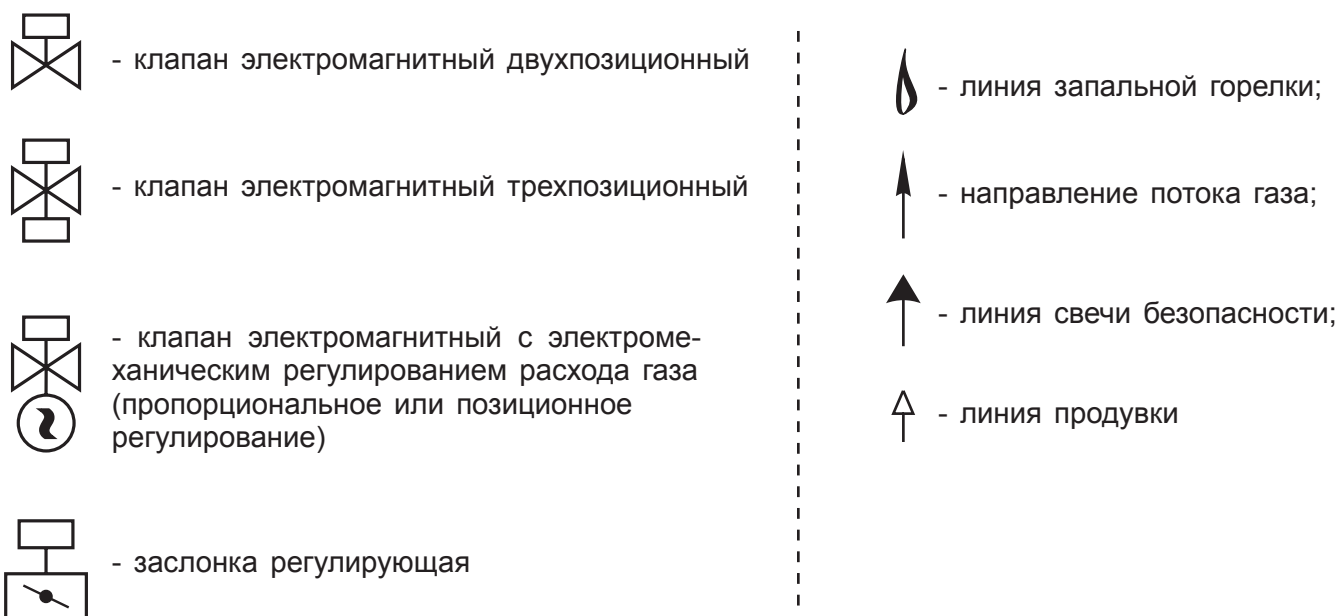 - клапан электромагнитный двухпозиционный
- клапан электромагнитный трехпозиционный
- клапан электромагнитный с электроме-
ханическим регулированием расхода газа
(пропорциональное или позиционное
регулирование)
- заслонка регулирующая
- линия запальной горелки;
- направление потока газа;
- линия свечи безопасности;
- линия продувки